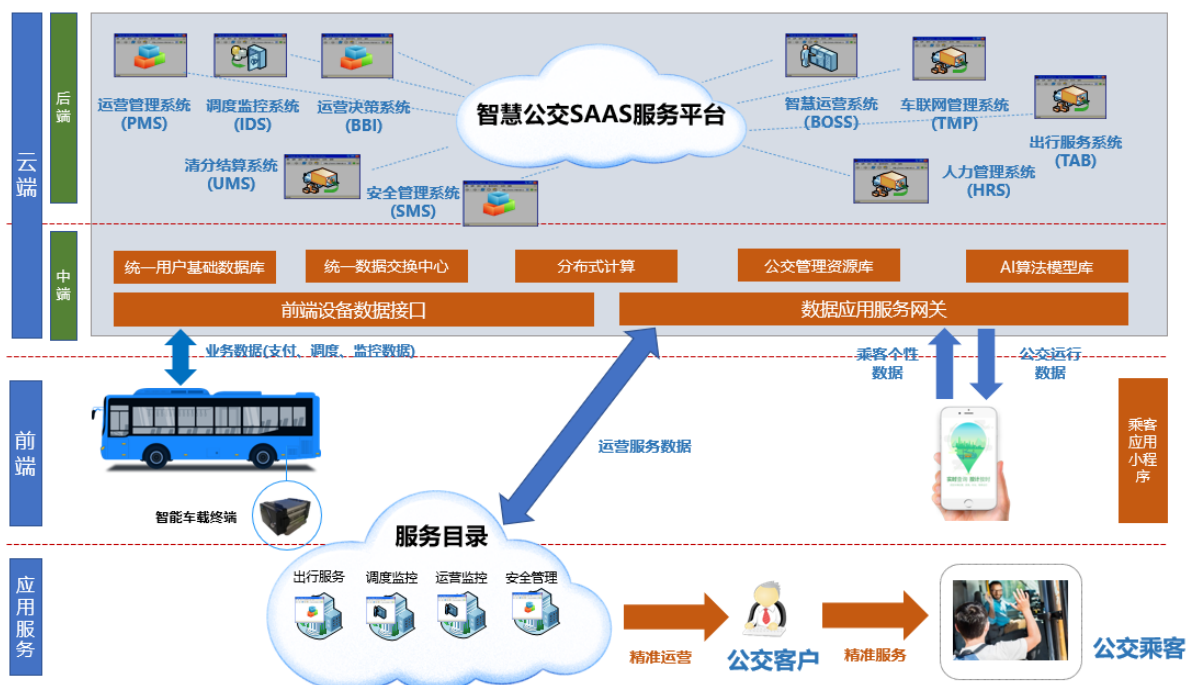 云端
后端
运营管理系统
(PMS)
调度监控系统
(IDS)
运营决策系统
(BBI)
智慧公交SAAS服务平台
智慧运营系统
(BOSS)
车联网管理系统
(TMP)
出行服务系统
(TAB)
清分结算系统
(UMS)
安全管理系统
(SMS)
人力管理系统
(HRS)
中端
统一用户基础数据库
统一数据交换中心
分布式计算
公交管理资源库
AI算法模型库
前端设备数据接口
数据应用服务网关
业务数据(支付、调度、监控数据)
乘客个性
数据
公交运行
数据
前端
运营服务数据
乘客
应用
小程
序
智能车载终端
应用服务
服务目录
出行服务
调度监控
运营监控
安全管理
精准运营
公交客户
精准服务
公交乘客